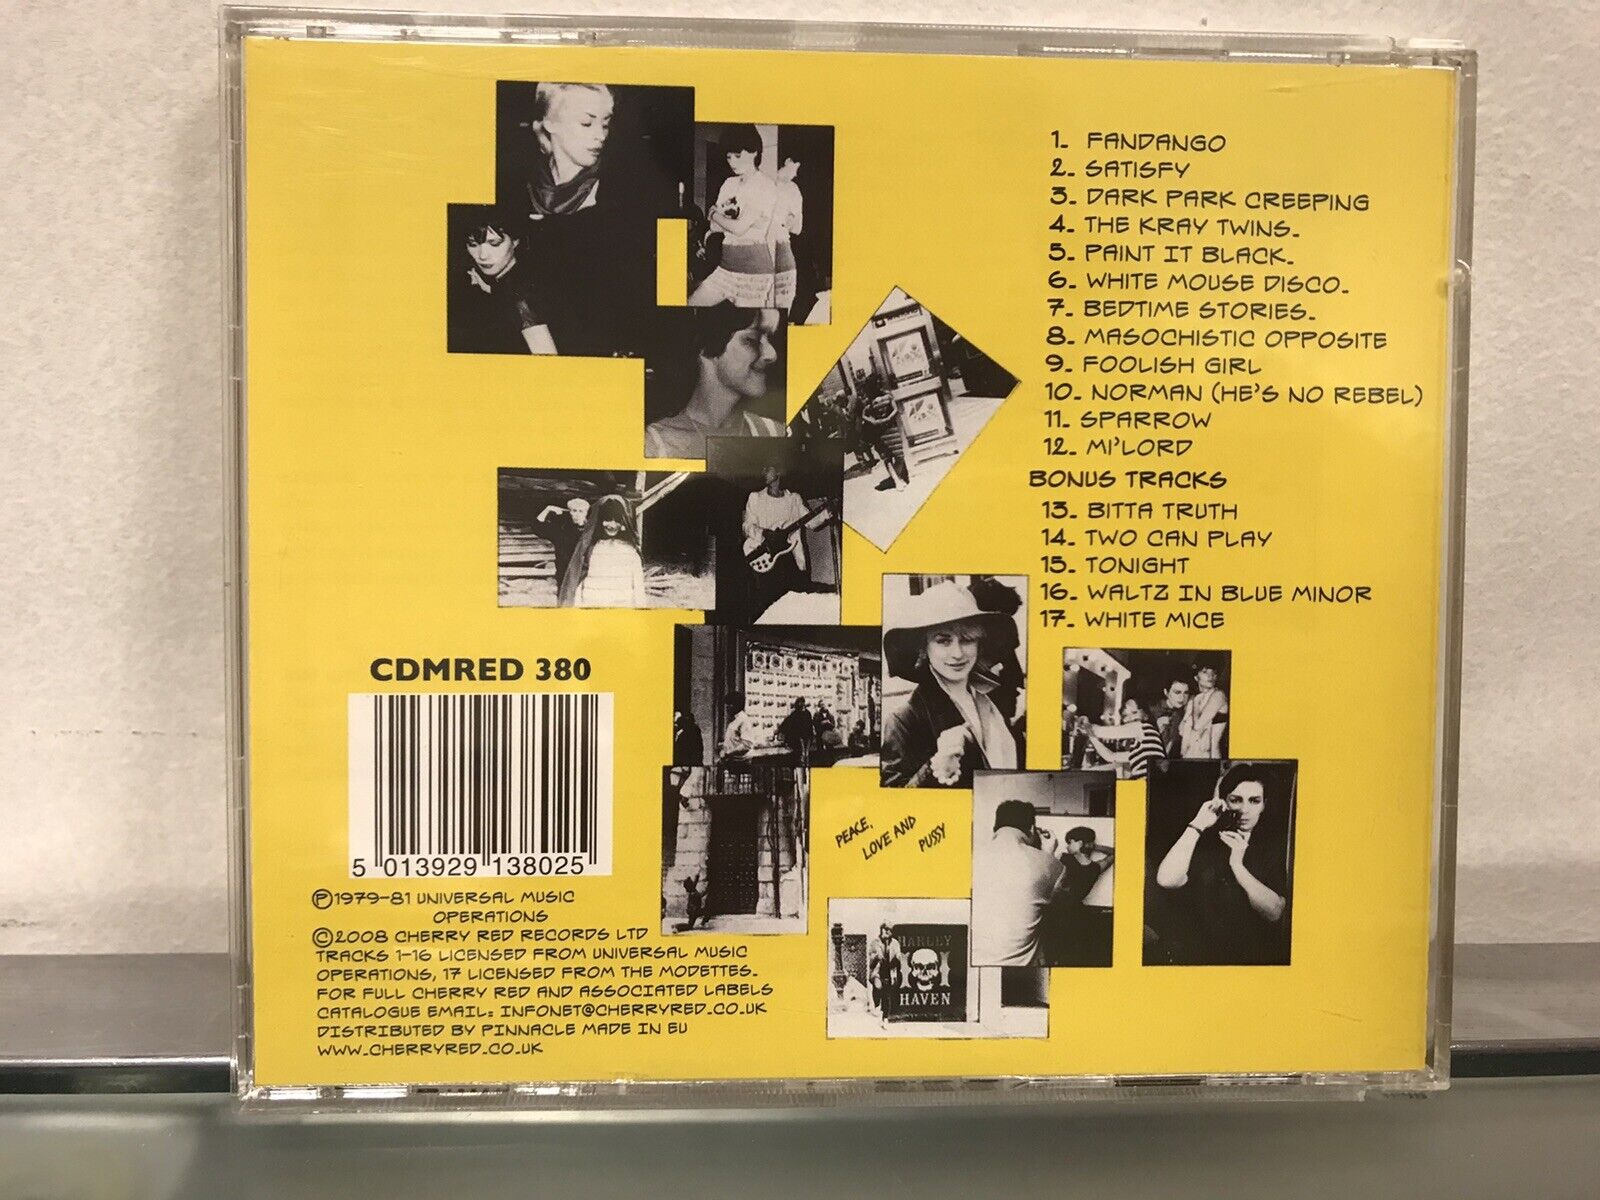 1. FANDANGO
2. SATISFY
3. DARK PARK CREEPING
4. THE KRAY TWINS.
5. PAINT IT BLACK.
6. WHITE MOUSE DISCO.
7. BEDTIME STORIES.
8. MASOCHISTIC OPPOSITE
9. FOOLISH GIRL
10. NORMAN (HE'S NO REBEL)
11. SPARROW
12. MI'LORD
BONUS TRACKS
13. BITTA TRUTH
14. TWO CAN PLAY
15. TONIGHT
16. WALTZ IN BLUE MINOR
17. WHITE MICE
CDMRED 380
5 013929 138025
Ⓟ1979-81 UNIVERSAL MUSIC
OPERATIONS
©2008 CHERRY RED RECORDS LTD
TRACKS 1-16 LICENSED FROM UNIVERSAL MUSIC
OPERATIONS, 17 LICENSED FROM THE MODETTES.
FOR FULL CHERRY RED AND ASSOCIATED LABELS
CATALOGUE EMAIL: INFONET@CHERRYRED.CO.UK
DISTRIBUTED BY PINNACLE MADE IN EU
WWW.CHERRYRED.CO.UK
PEACE,
LOVE AND
PUSSY
HARLEY
HAVEN